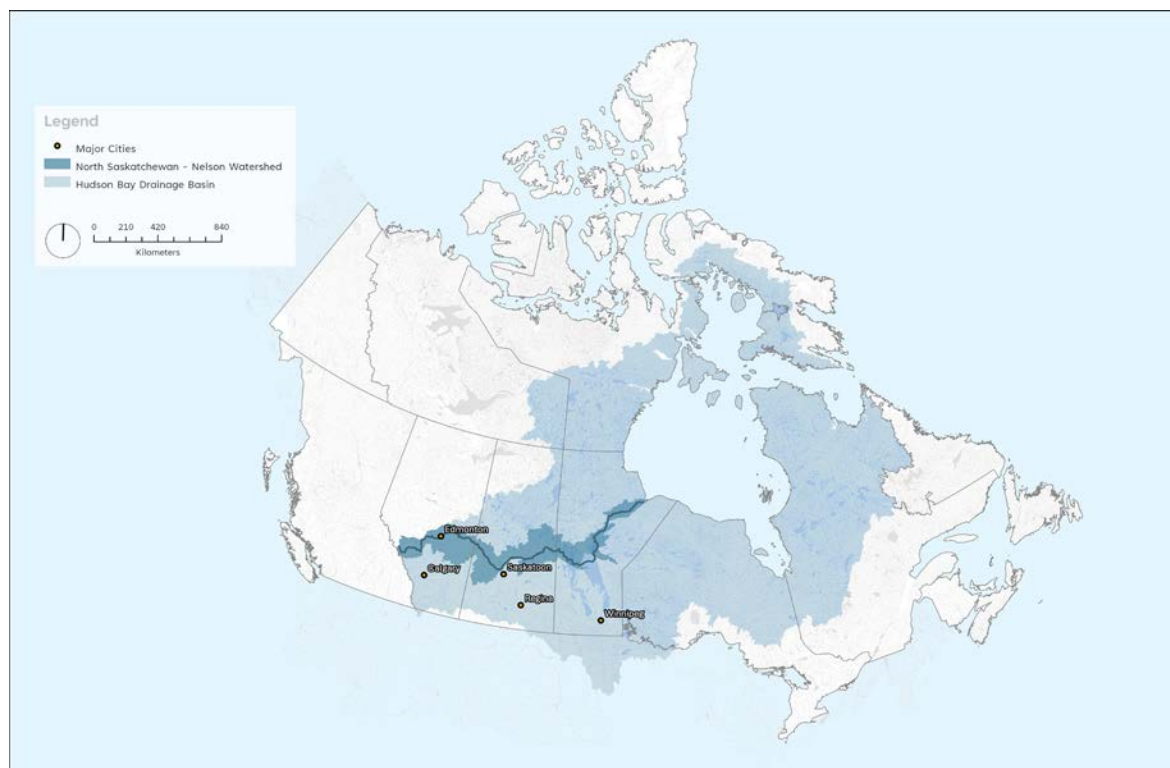 Legend
Major Cities
North Saskatchewan - Nelson Watershed
Hudson Bay Drainage Basin
0 210 420 840
Kilometers
Edmonton
Calgary
Saskatoon
Regina
Winnipeg